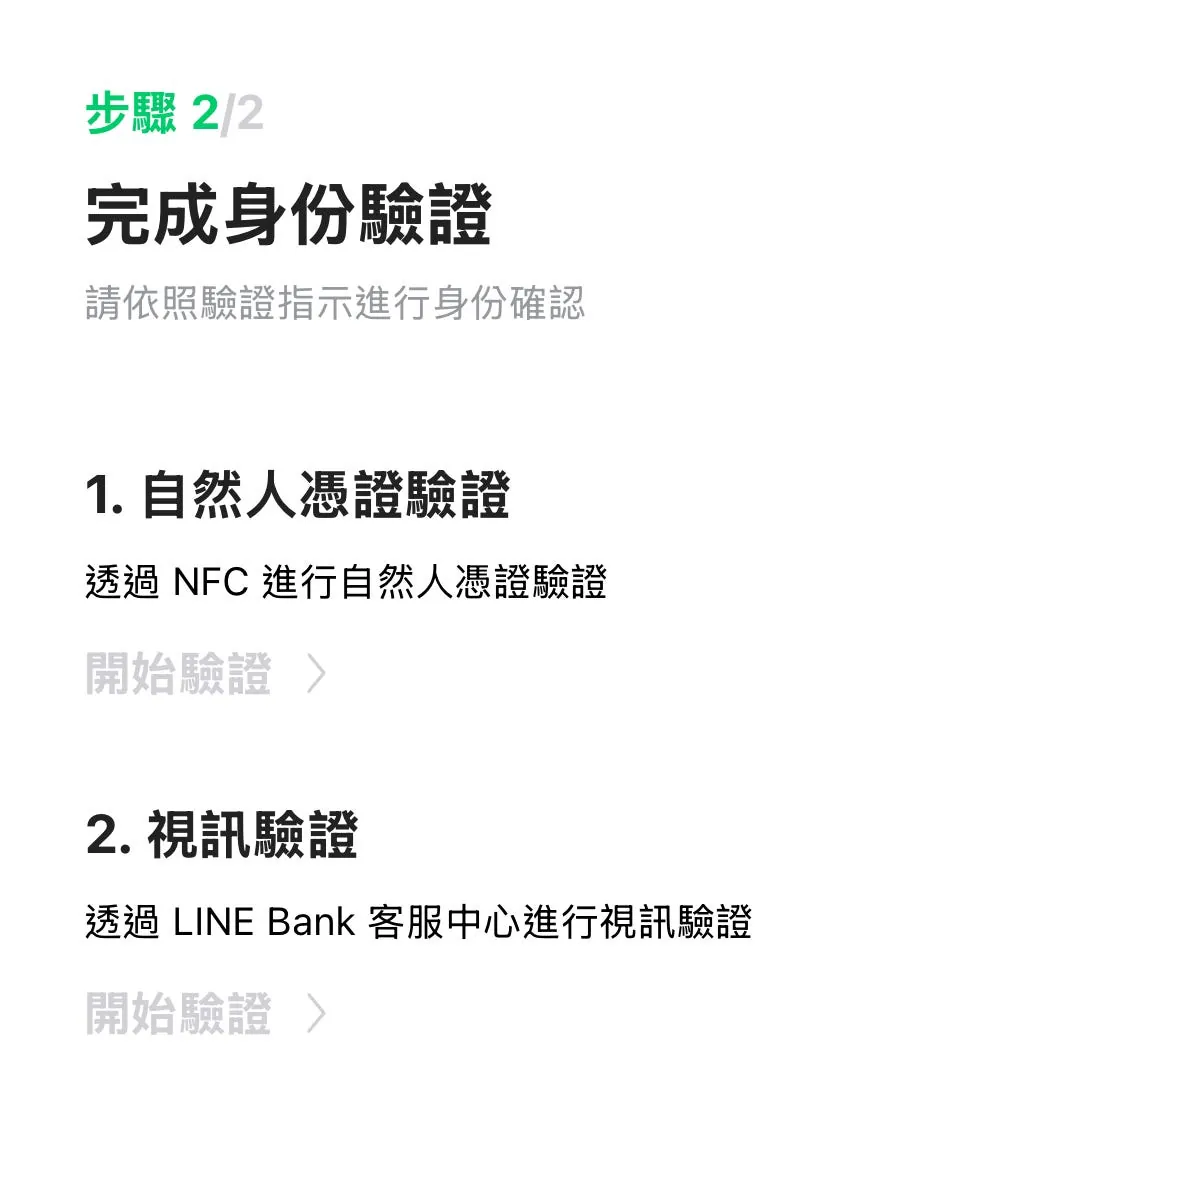 步驟 2/2
完成身份驗證
請依照驗證指示進行身份確認
1. 自然人憑證驗證
透過 NFC 進行自然人憑證驗證
開始驗證 >
2. 視訊驗證
透過 LINE Bank 客服中心進行視訊驗證
開始驗證 >